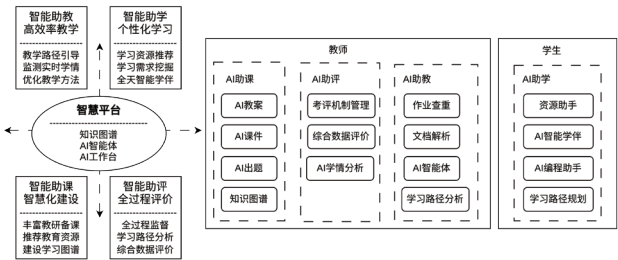 智能助教
高效率教学
教学路径引导
监测实时学情
优化教学方法
智能助学
个性化学习
学习资源推荐
学习需求挖掘
全天智能学伴
智慧平台
知识图谱
AI智能体
AI工作台
智能助课
智慧化建设
丰富教研备课
推荐教育资源
建设学习图谱
智能助评
全过程评价
全过程监督
学习路径分析
综合数据评价
教师
AI助课
AI教案
AI课件
AI出题
知识图谱
AI助评
考评机制管理
综合数据评价
AI学情分析
AI助教
作业查重
文档解析
AI智能体
学习路径分析
学生
AI助学
资源助手
AI智能学伴
AI编程助手
学习路径规划